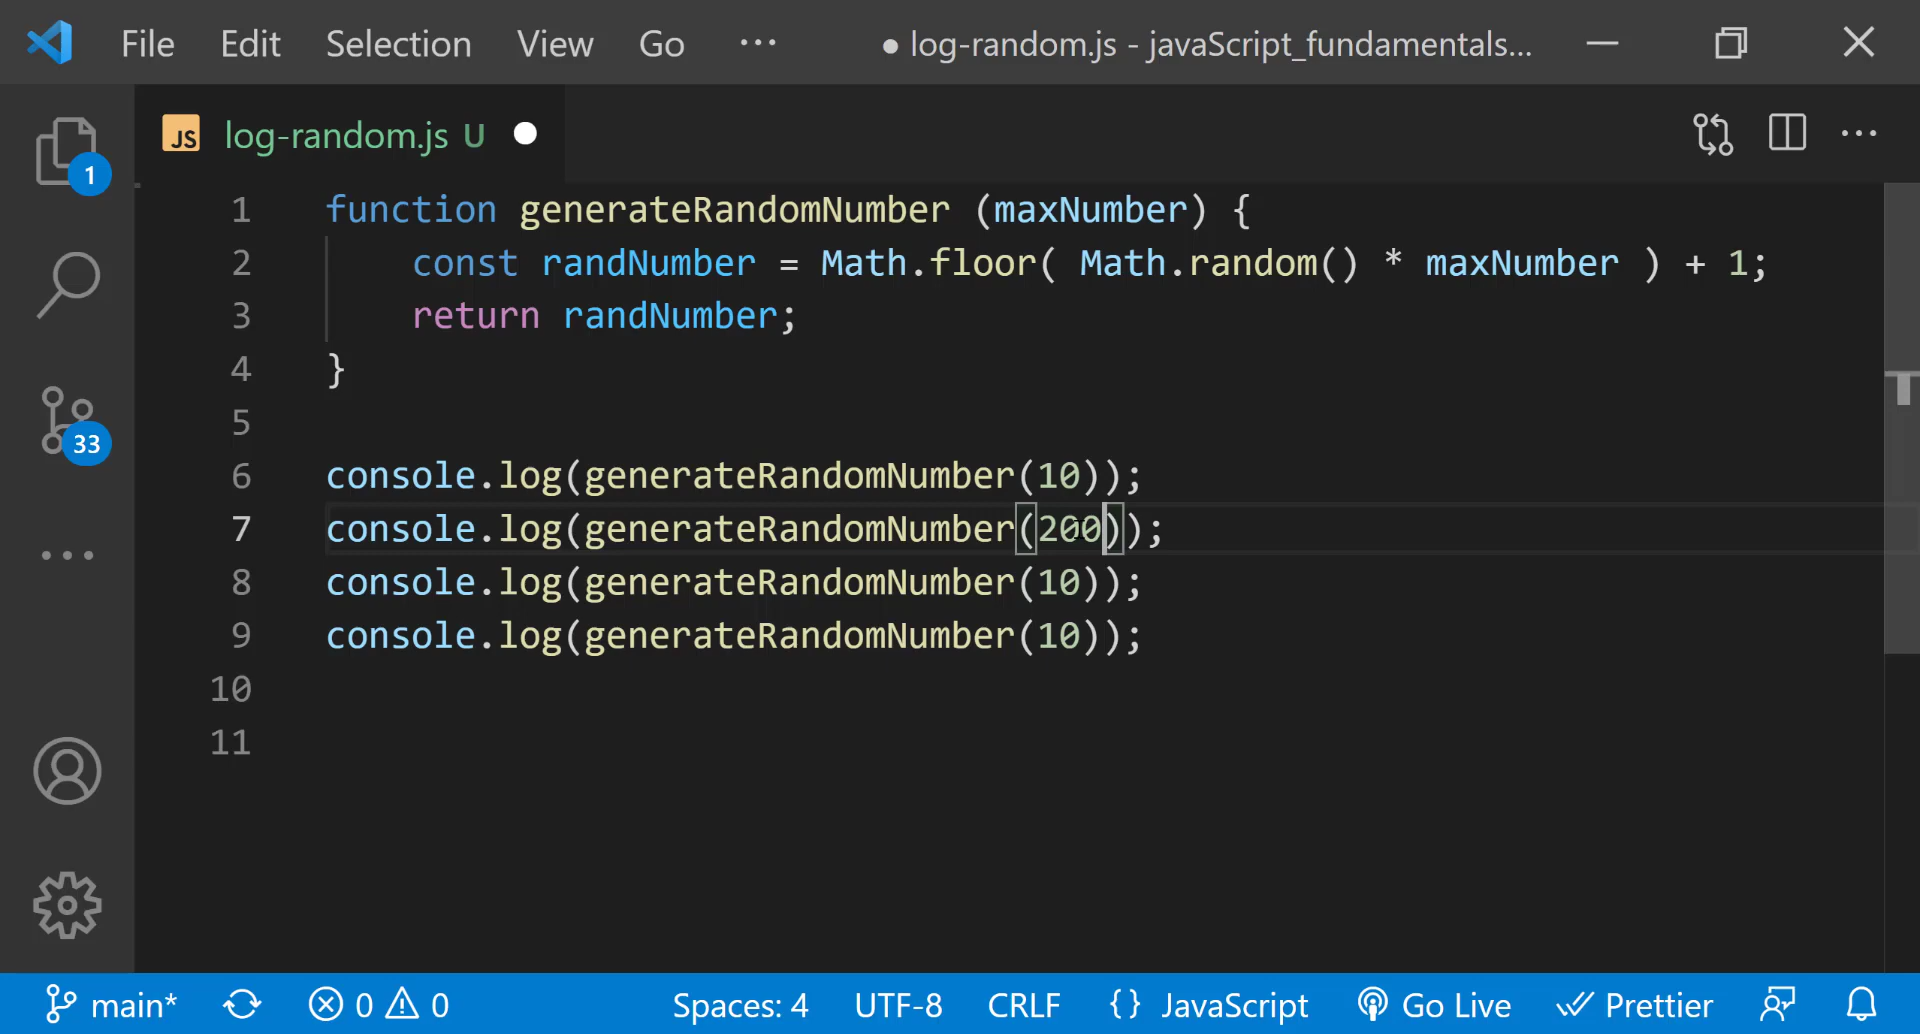 File Edit Selection View Go ··· ● log-random.js - javaScript_fundamentals...
JS log-random.js U
1
1 function generateRandomNumber (maxNumber) {
2 const randNumber = Math.floor( Math.random() * maxNumber ) + 1;
3 return randNumber;
4 }
5
6 console.log(generateRandomNumber(10));
7 console.log(generateRandomNumber(200));
8 console.log(generateRandomNumber(10));
9 console.log(generateRandomNumber(10));
10
11
33
main* 0 0 Spaces: 4 UTF-8 CRLF {} JavaScript Go Live Prettier